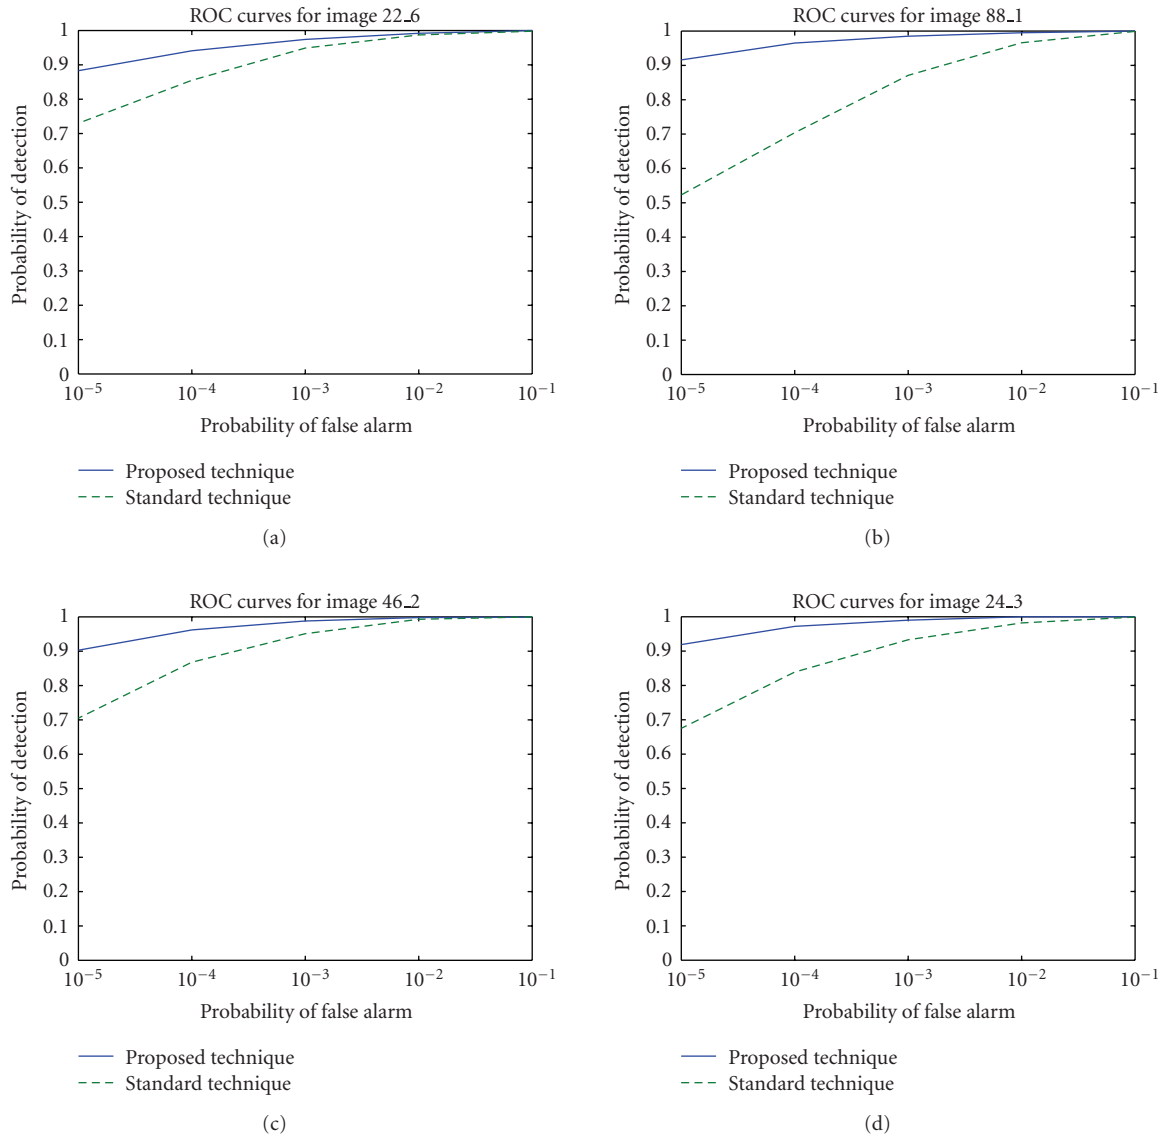 ROC curves for image 22_6
1
0.9
0.8
0.7
0.6
0.5
0.4
0.3
0.2
0.1
0
Probability of detection
10−5 10−4 10−3 10−2 10−1
Probability of false alarm
Proposed technique
Standard technique
(a)
ROC curves for image 88_1
1
0.9
0.8
0.7
0.6
0.5
0.4
0.3
0.2
0.1
0
Probability of detection
10−5 10−4 10−3 10−2 10−1
Probability of false alarm
Proposed technique
Standard technique
(b)
ROC curves for image 46_2
1
0.9
0.8
0.7
0.6
0.5
0.4
0.3
0.2
0.1
0
Probability of detection
10−5 10−4 10−3 10−2 10−1
Probability of false alarm
Proposed technique
Standard technique
(c)
ROC curves for image 24_3
1
0.9
0.8
0.7
0.6
0.5
0.4
0.3
0.2
0.1
0
Probability of detection
10−5 10−4 10−3 10−2 10−1
Probability of false alarm
Proposed technique
Standard technique
(d)